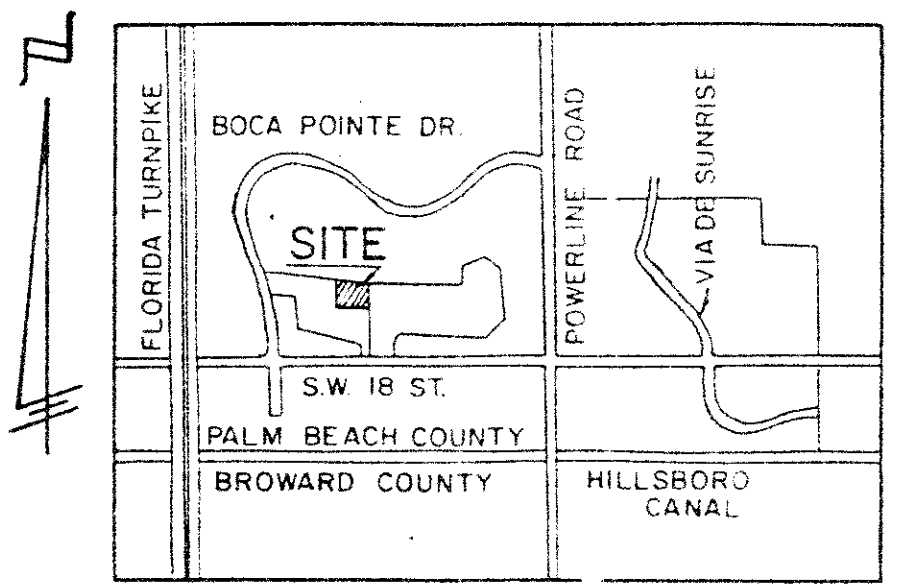 N
FLORIDA TURNPIKE
BOCA POINTE DR.
POWERLINE ROAD
VIA DE SUNRISE
SITE
S.W. 18 ST.
PALM BEACH COUNTY
BROWARD COUNTY
HILLSBORO
CANAL